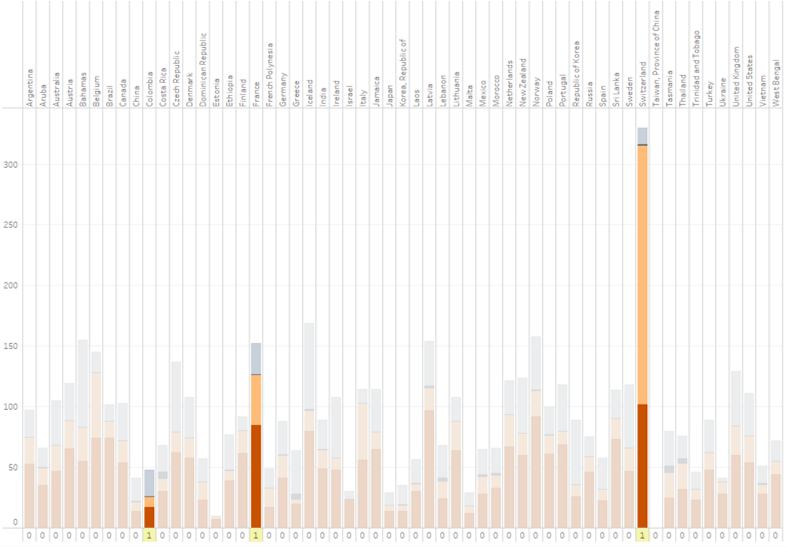 Argentina
Aruba
Australia
Austria
Bahamas
Belgium
Brazil
Canada
China
Colombia
Costa Rica
Czech Republic
Denmark
Dominican Republic
Estonia
Ethiopia
Finland
France
French Polynesia
Germany
Greece
Iceland
India
Ireland
Israel
Italy
Jamaica
Japan
Korea, Republic of
Laos
Latvia
Lebanon
Lithuania
Malta
Mexico
Morocco
Netherlands
New Zealand
Norway
Poland
Portugal
Republic of Korea
Russia
Spain
Sri Lanka
Sweden
Switzerland
Taiwan, Province of China
Tasmania
Thailand
Trinidad and Tobago
Turkey
Ukraine
United Kingdom
United States
Vietnam
West Bengal
300
250
200
150
100
50
0
0 0 0 0 0 0 0 0 0 1 0 0 0 0 0 0 0 1 0 0 0 0 0 0 0 0 0 0 0 0 0 0 0 0 0 0 0 0 0 0 0 0 0 0 0 0 1 0 0 0 0 0 0 0 0 0 0